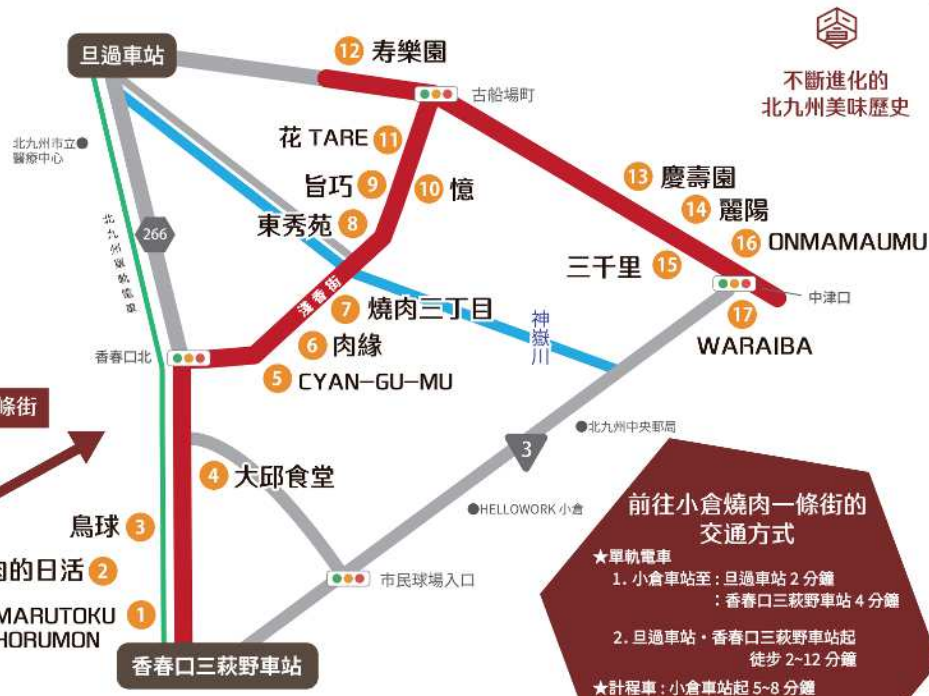 不斷進化的
北九州美味歷史
旦過車站
12 寿樂園
古船場町
北九州市立
醫療中心
花 TARE 11
旨巧 9
10 憶
東秀苑 8
13 慶壽園
14 麗陽
16 ONMAMAUMU
三千里 15
中津口
17
WARAIBA
266
北九州單軌電車
淺香街
7 燒肉三丁目
神嶽川
6 肉緣
5 CYAN-GU-MU
香春口北
條街
北九州中央郵局
3
4 大邱食堂
HELLOWORK 小倉
鳥球 3
肉的日活 2
市民球場入口
MARUTOKU 1
HORUMON
香春口三萩野車站
前往小倉燒肉一條街的
交通方式
★單軌電車
1. 小倉車站至 : 旦過車站 2 分鐘
: 香春口三萩野車站 4 分鐘
2. 旦過車站・香春口三萩野車站起
徒步 2~12 分鐘
★計程車 : 小倉車站起 5~8 分鐘